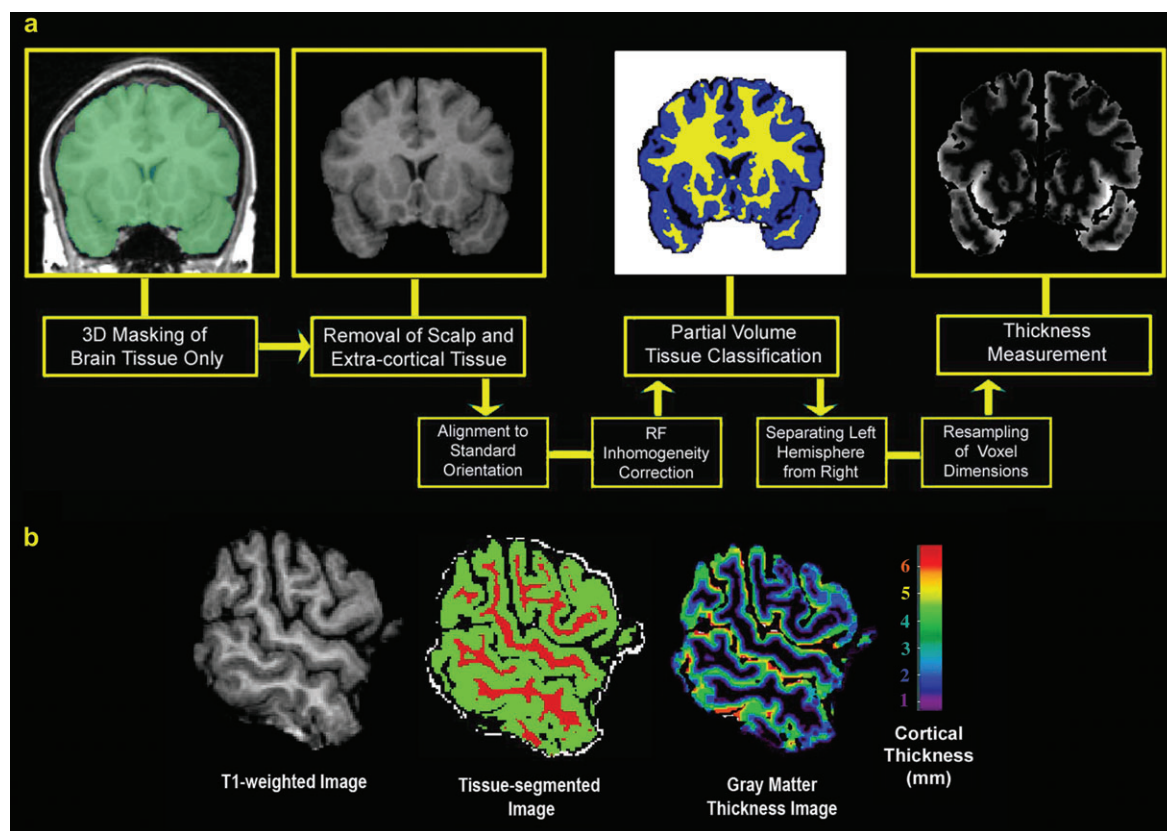 a
3D Masking of
Brain Tissue Only
Removal of Scalp and
Extra-cortical Tissue
Partial Volume
Tissue Classification
Thickness
Measurement
Alignment to
Standard
Orientation
RF
Inhomogeneity
Correction
Separating Left
Hemisphere
from Right
Resampling
of Voxel
Dimensions
b
6
5
4
3
2
1
Cortical
Thickness
(mm)
T1-weighted Image
Tissue-segmented
Image
Gray Matter
Thickness Image